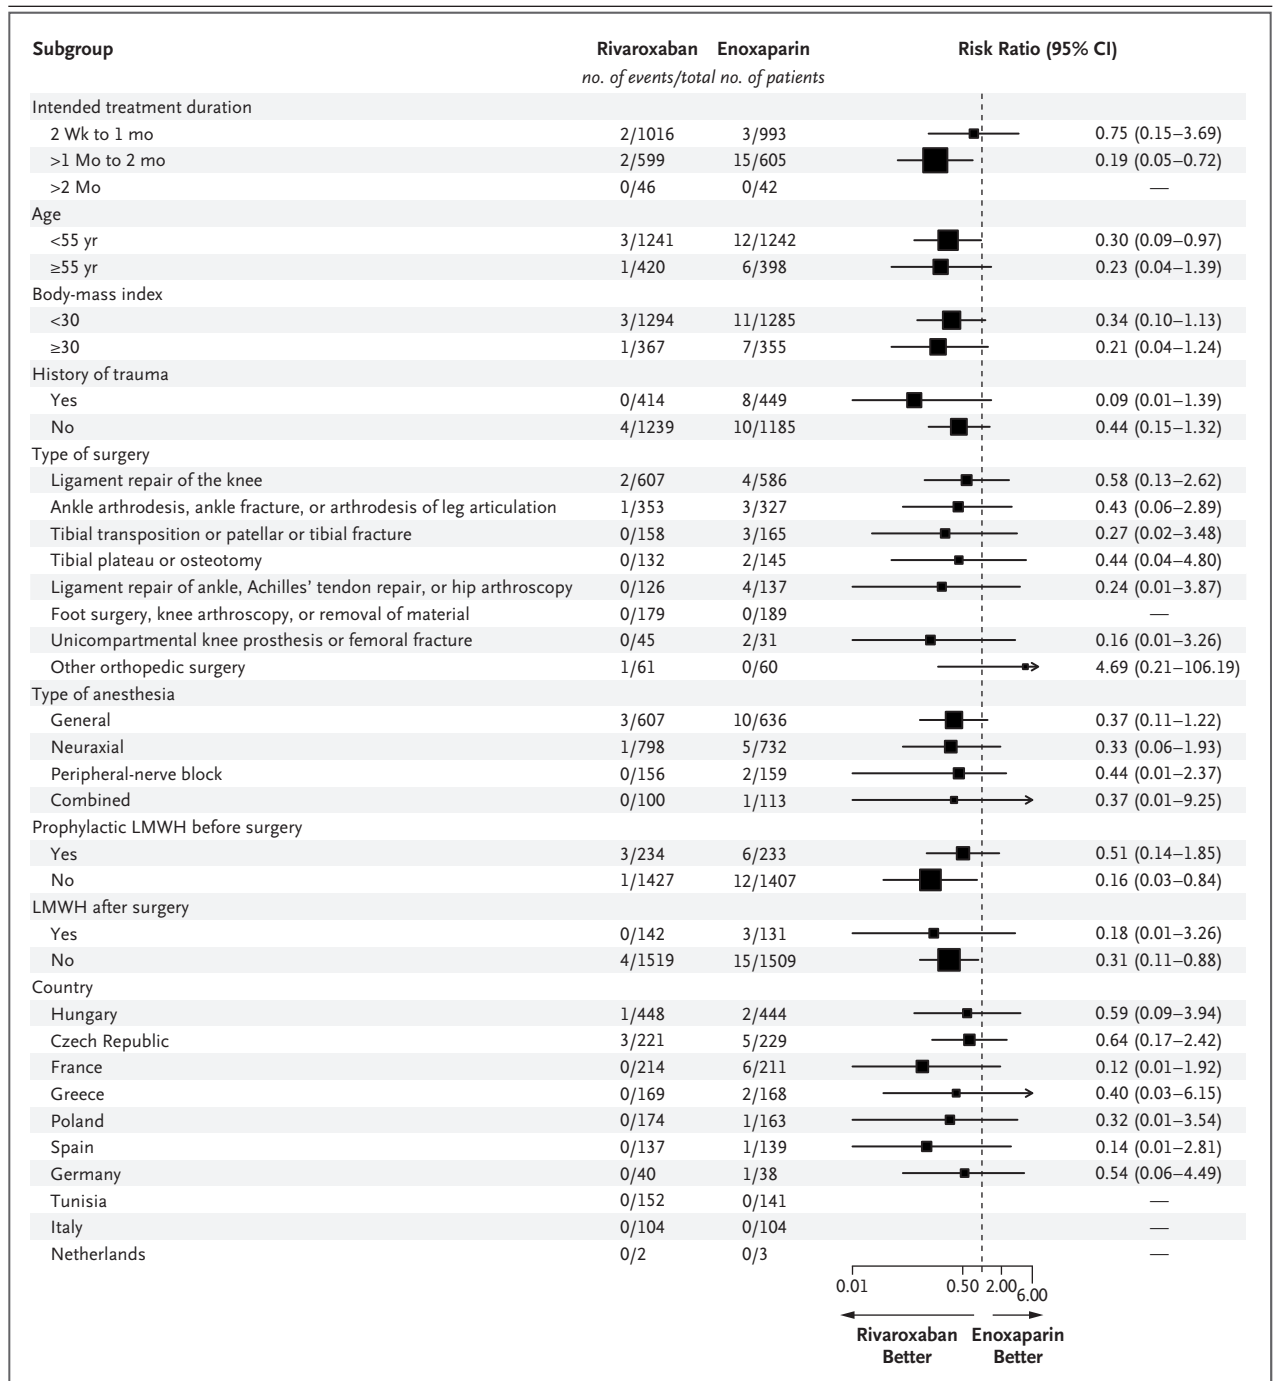 Subgroup Rivaroxaban Enoxaparin Risk Ratio (95% CI)
no. of events/total no. of patients
Intended treatment duration
2 Wk to 1 mo 2/1016 3/993 0.75 (0.15–3.69)
>1 Mo to 2 mo 2/599 15/605 0.19 (0.05–0.72)
>2 Mo 0/46 0/42 —
Age
<55 yr 3/1241 12/1242 0.30 (0.09–0.97)
≥55 yr 1/420 6/398 0.23 (0.04–1.39)
Body-mass index
<30 3/1294 11/1285 0.34 (0.10–1.13)
≥30 1/367 7/355 0.21 (0.04–1.24)
History of trauma
Yes 0/414 8/449 0.09 (0.01–1.39)
No 4/1239 10/1185 0.44 (0.15–1.32)
Type of surgery
Ligament repair of the knee 2/607 4/586 0.58 (0.13–2.62)
Ankle arthrodesis, ankle fracture, or arthrodesis of leg articulation 1/353 3/327 0.43 (0.06–2.89)
Tibial transposition or patellar or tibial fracture 0/158 3/165 0.27 (0.02–3.48)
Tibial plateau or osteotomy 0/132 2/145 0.44 (0.04–4.80)
Ligament repair of ankle, Achilles’ tendon repair, or hip arthroscopy 0/126 4/137 0.24 (0.01–3.87)
Foot surgery, knee arthroscopy, or removal of material 0/179 0/189 —
Unicompartmental knee prosthesis or femoral fracture 0/45 2/31 0.16 (0.01–3.26)
Other orthopedic surgery 1/61 0/60 4.69 (0.21–106.19)
Type of anesthesia
General 3/607 10/636 0.37 (0.11–1.22)
Neuraxial 1/798 5/732 0.33 (0.06–1.93)
Peripheral-nerve block 0/156 2/159 0.44 (0.01–2.37)
Combined 0/100 1/113 0.37 (0.01–9.25)
Prophylactic LMWH before surgery
Yes 3/234 6/233 0.51 (0.14–1.85)
No 1/1427 12/1407 0.16 (0.03–0.84)
LMWH after surgery
Yes 0/142 3/131 0.18 (0.01–3.26)
No 4/1519 15/1509 0.31 (0.11–0.88)
Country
Hungary 1/448 2/444 0.59 (0.09–3.94)
Czech Republic 3/221 5/229 0.64 (0.17–2.42)
France 0/214 6/211 0.12 (0.01–1.92)
Greece 0/169 2/168 0.40 (0.03–6.15)
Poland 0/174 1/163 0.32 (0.01–3.54)
Spain 0/137 1/139 0.14 (0.01–2.81)
Germany 0/40 1/38 0.54 (0.06–4.49)
Tunisia 0/152 0/141 —
Italy 0/104 0/104 —
Netherlands 0/2 0/3 —
0.01 0.50 2.00 6.00
Rivaroxaban Enoxaparin
Better Better